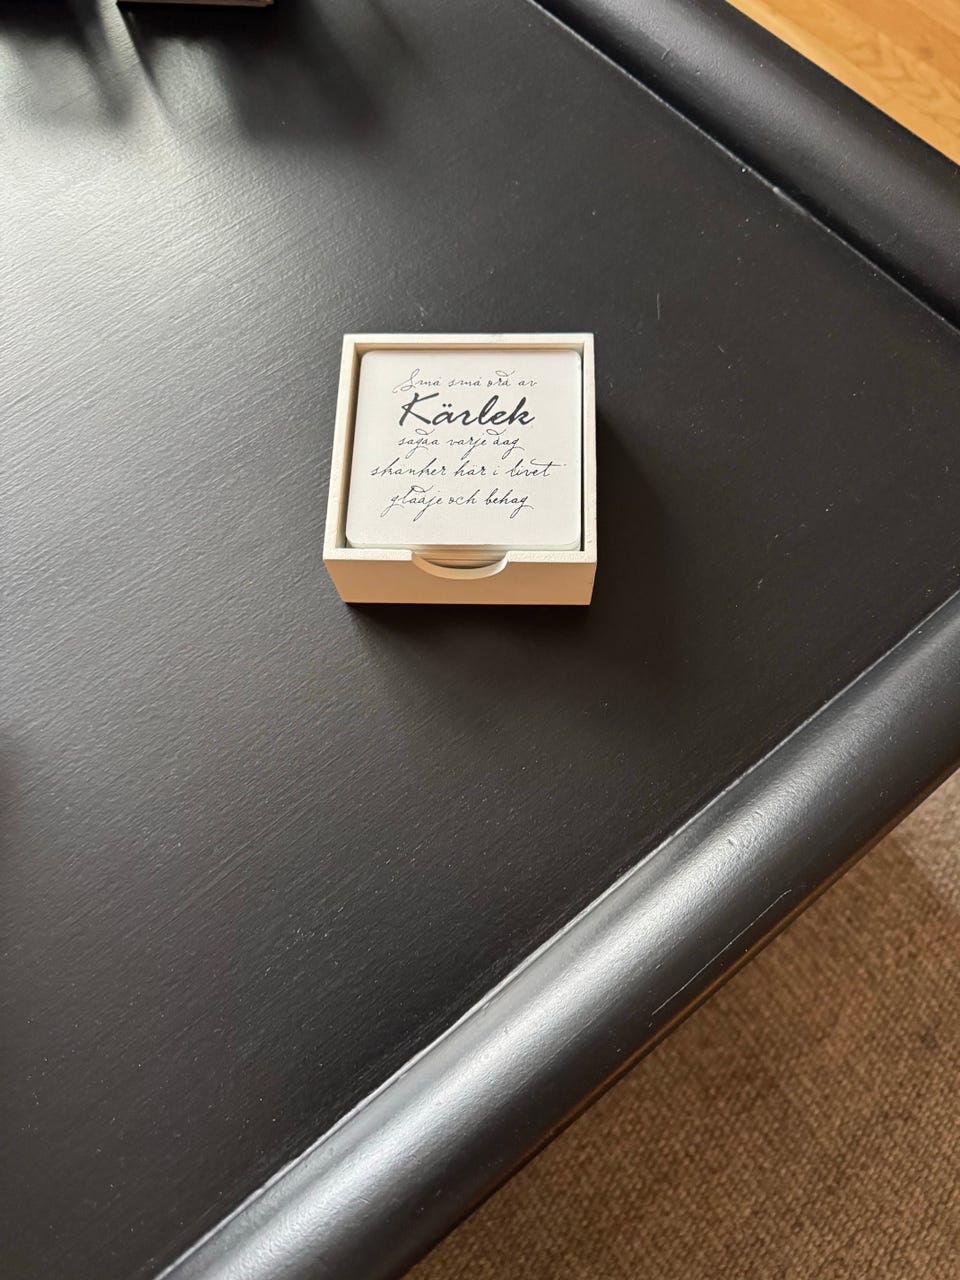 Små små ord av
Kärlek
sagda varje dag
skänker här i livet
glädje och behag